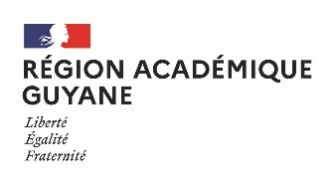 RÉGION ACADÉMIQUE
GUYANE
Liberté
Égalité
Fraternité